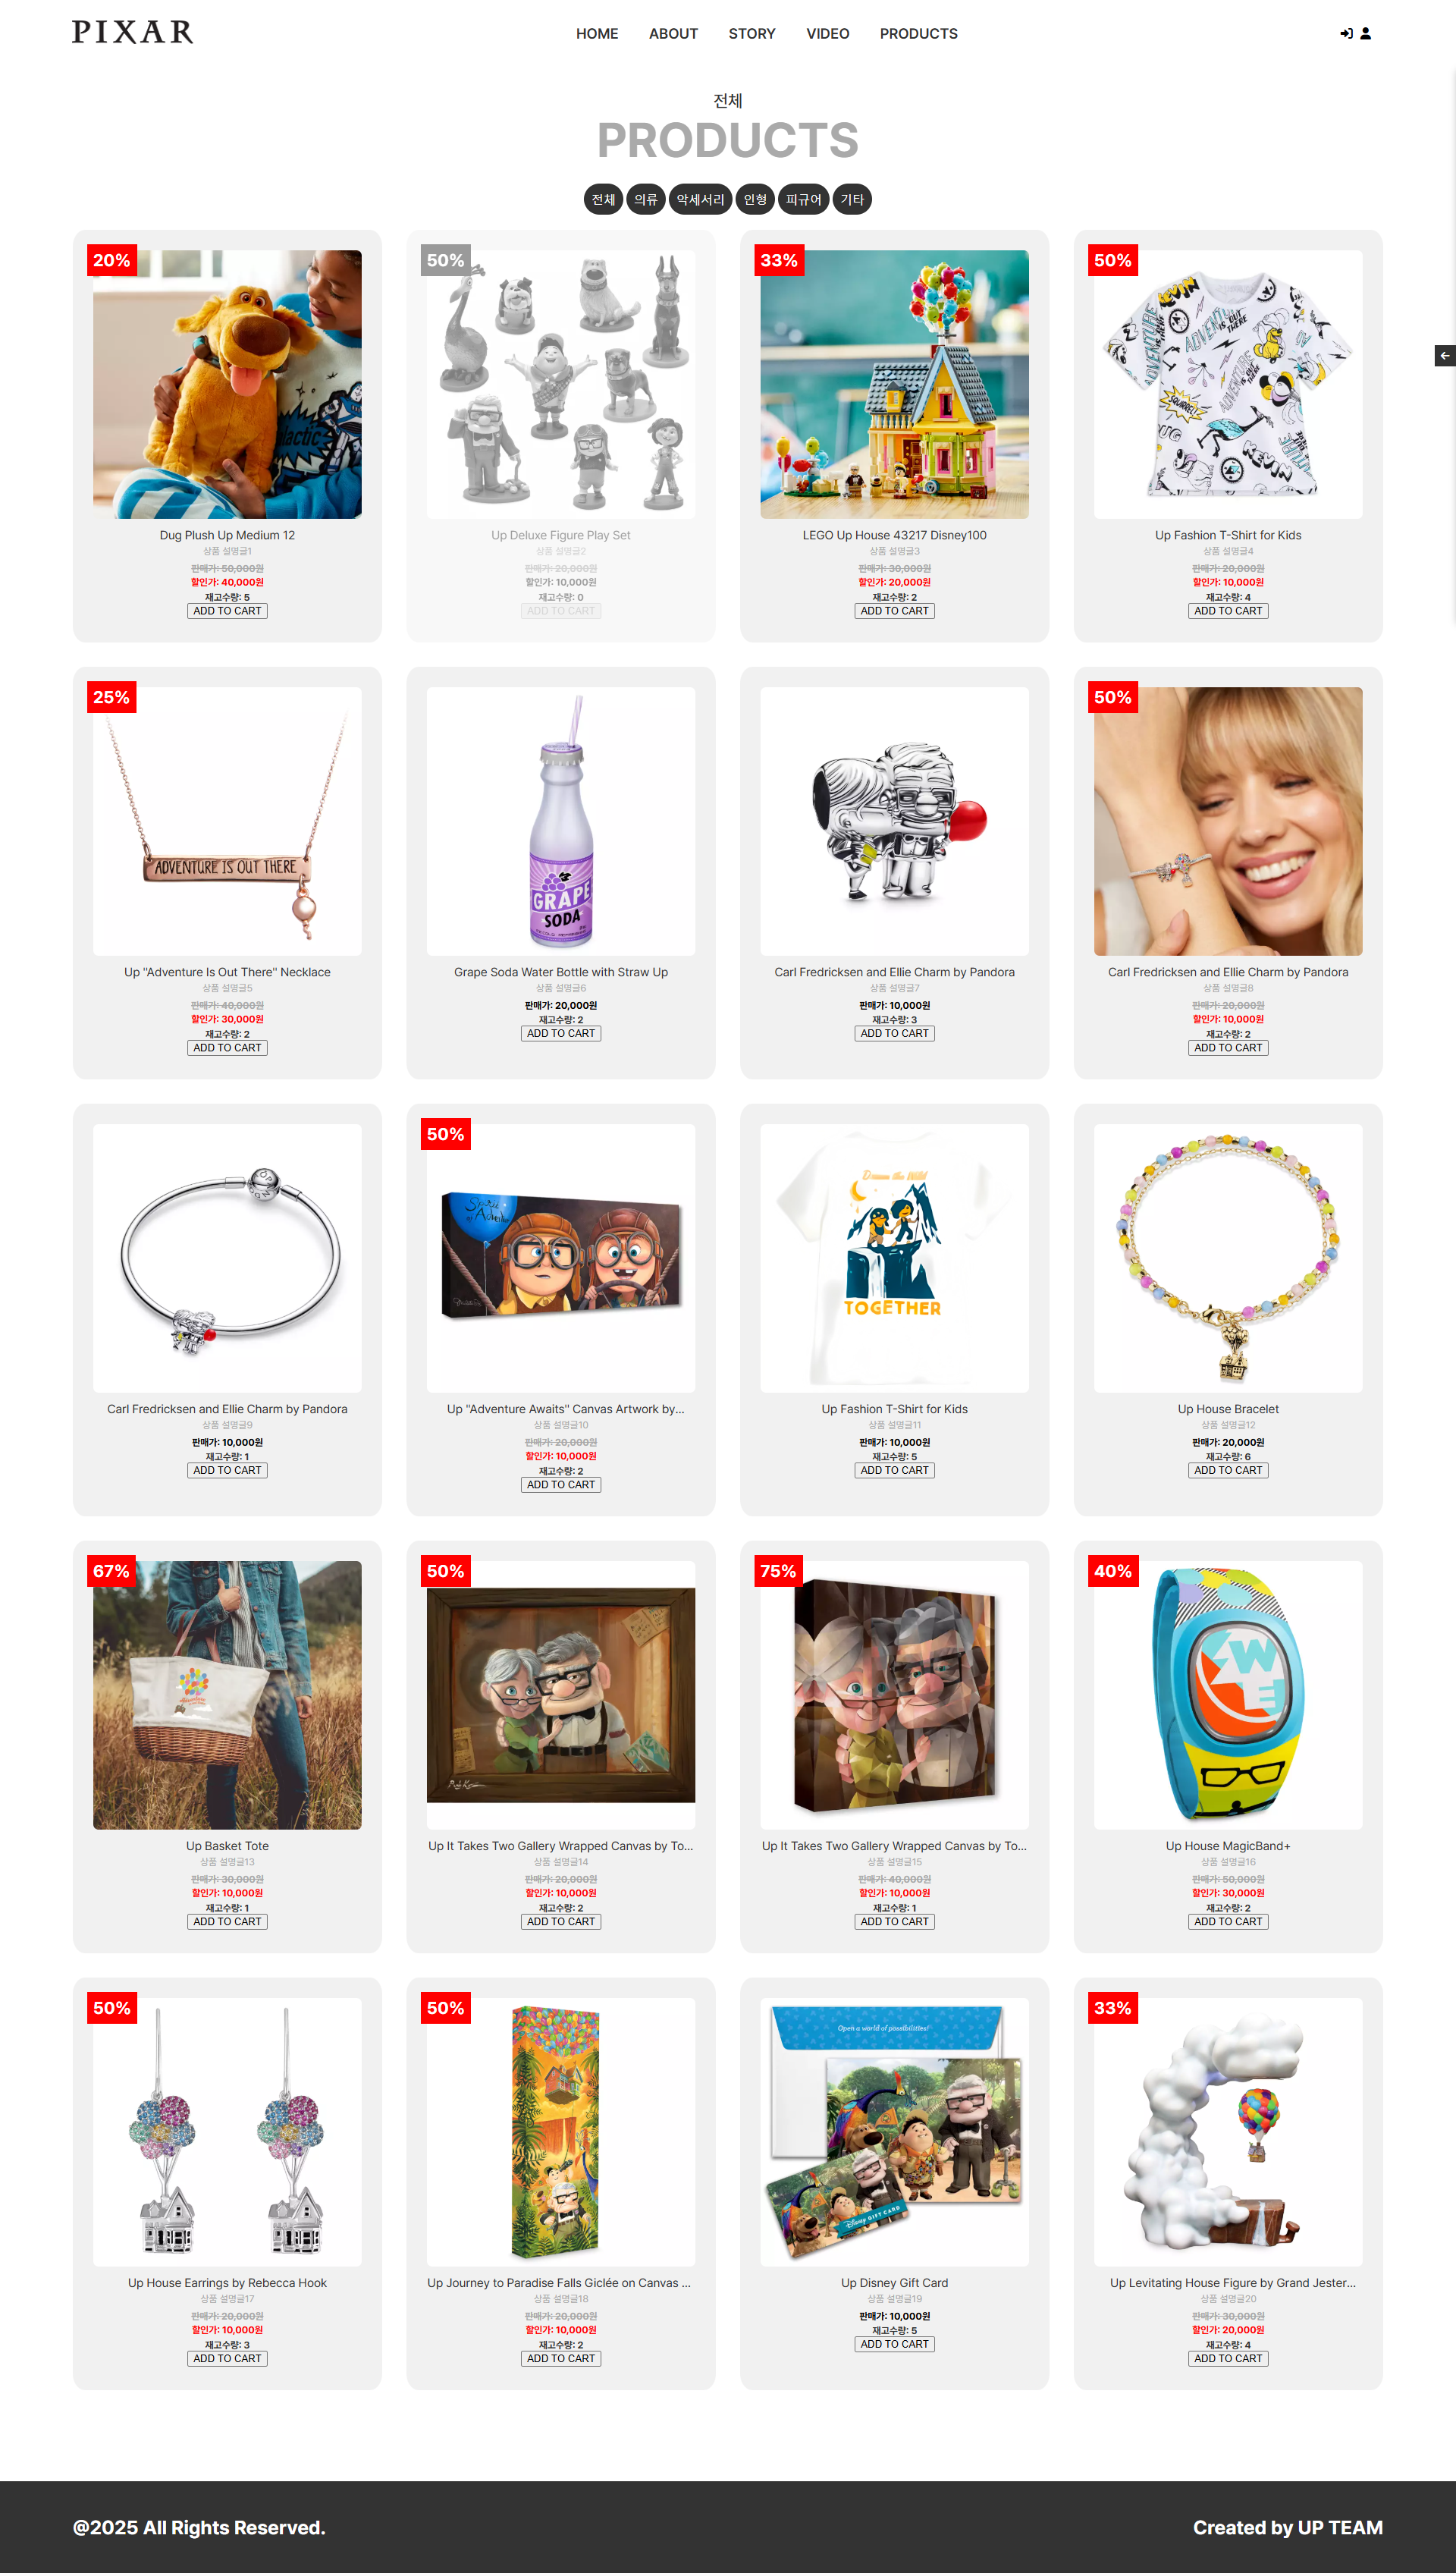 PIXAR
HOME ABOUT STORY VIDEO PRODUCTS
전체
PRODUCTS
전체 의류 악세서리 인형 피규어 기타
20%
Dug Plush Up Medium 12
상품 설명글1
판매가: 50,000원
할인가: 40,000원
재고수량: 5
ADD TO CART
50%
Up Deluxe Figure Play Set
상품 설명글2
판매가: 20,000원
할인가: 10,000원
재고수량: 0
ADD TO CART
33%
LEGO Up House 43217 Disney100
상품 설명글3
판매가: 30,000원
할인가: 20,000원
재고수량: 2
ADD TO CART
50%
Up Fashion T-Shirt for Kids
상품 설명글4
판매가: 20,000원
할인가: 10,000원
재고수량: 4
ADD TO CART
25%
ADVENTURE IS OUT THERE
Up "Adventure Is Out There" Necklace
상품 설명글5
판매가: 40,000원
할인가: 30,000원
재고수량: 2
ADD TO CART
GRAPE
SODA
Grape Soda Water Bottle with Straw Up
상품 설명글6
판매가: 20,000원
재고수량: 2
ADD TO CART
Carl Fredricksen and Ellie Charm by Pandora
상품 설명글7
판매가: 10,000원
재고수량: 3
ADD TO CART
50%
Carl Fredricksen and Ellie Charm by Pandora
상품 설명글8
판매가: 20,000원
할인가: 10,000원
재고수량: 2
ADD TO CART
Carl Fredricksen and Ellie Charm by Pandora
상품 설명글9
판매가: 10,000원
재고수량: 1
ADD TO CART
50%
Spirit of Adventure
Up "Adventure Awaits" Canvas Artwork by...
상품 설명글10
판매가: 20,000원
할인가: 10,000원
재고수량: 2
ADD TO CART
Dream the Wild
TOGETHER
Up Fashion T-Shirt for Kids
상품 설명글11
판매가: 10,000원
재고수량: 5
ADD TO CART
Up House Bracelet
상품 설명글12
판매가: 20,000원
재고수량: 6
ADD TO CART
67%
Up Basket Tote
상품 설명글13
판매가: 30,000원
할인가: 10,000원
재고수량: 1
ADD TO CART
50%
Up It Takes Two Gallery Wrapped Canvas by To...
상품 설명글14
판매가: 20,000원
할인가: 10,000원
재고수량: 2
ADD TO CART
75%
Up It Takes Two Gallery Wrapped Canvas by To...
상품 설명글15
판매가: 40,000원
할인가: 10,000원
재고수량: 1
ADD TO CART
40%
Up House MagicBand+
상품 설명글16
판매가: 50,000원
할인가: 30,000원
재고수량: 2
ADD TO CART
50%
Up House Earrings by Rebecca Hook
상품 설명글17
판매가: 20,000원
할인가: 10,000원
재고수량: 3
ADD TO CART
50%
Up Journey to Paradise Falls Giclée on Canvas ...
상품 설명글18
판매가: 20,000원
할인가: 10,000원
재고수량: 2
ADD TO CART
Open a world of possibilities!
Disney GIFT CARD
Up Disney Gift Card
상품 설명글19
판매가: 10,000원
재고수량: 5
ADD TO CART
33%
Up Levitating House Figure by Grand Jester...
상품 설명글20
판매가: 30,000원
할인가: 20,000원
재고수량: 4
ADD TO CART
@2025 All Rights Reserved.
Created by UP TEAM